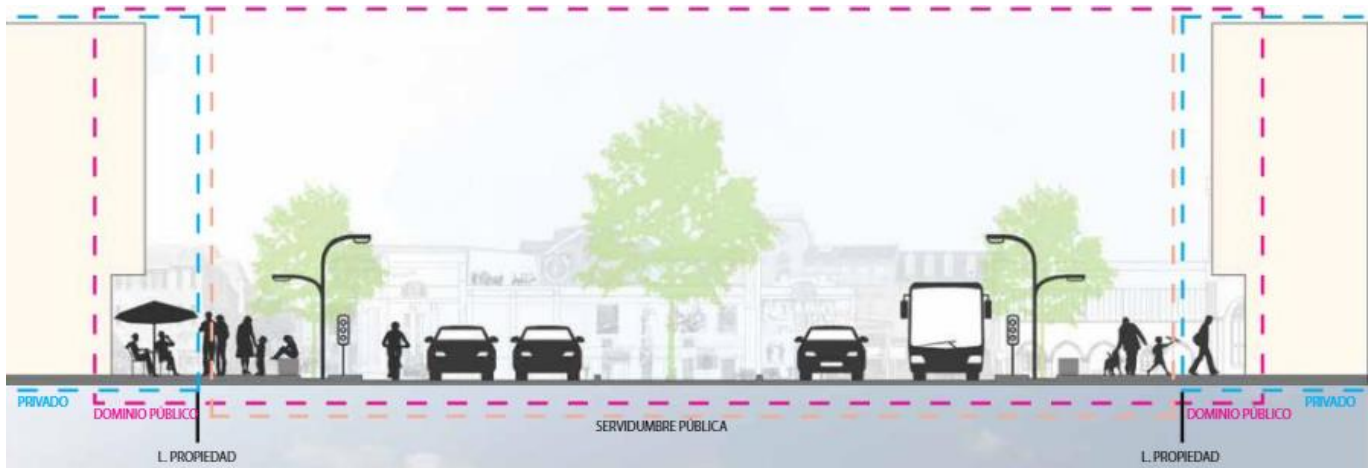 PRIVADO
DOMINIO PÚBLICO
SERVIDUMBRE PÚBLICA
DOMINIO PÚBLICO
PRIVADO
L. PROPIEDAD
L. PROPIEDAD